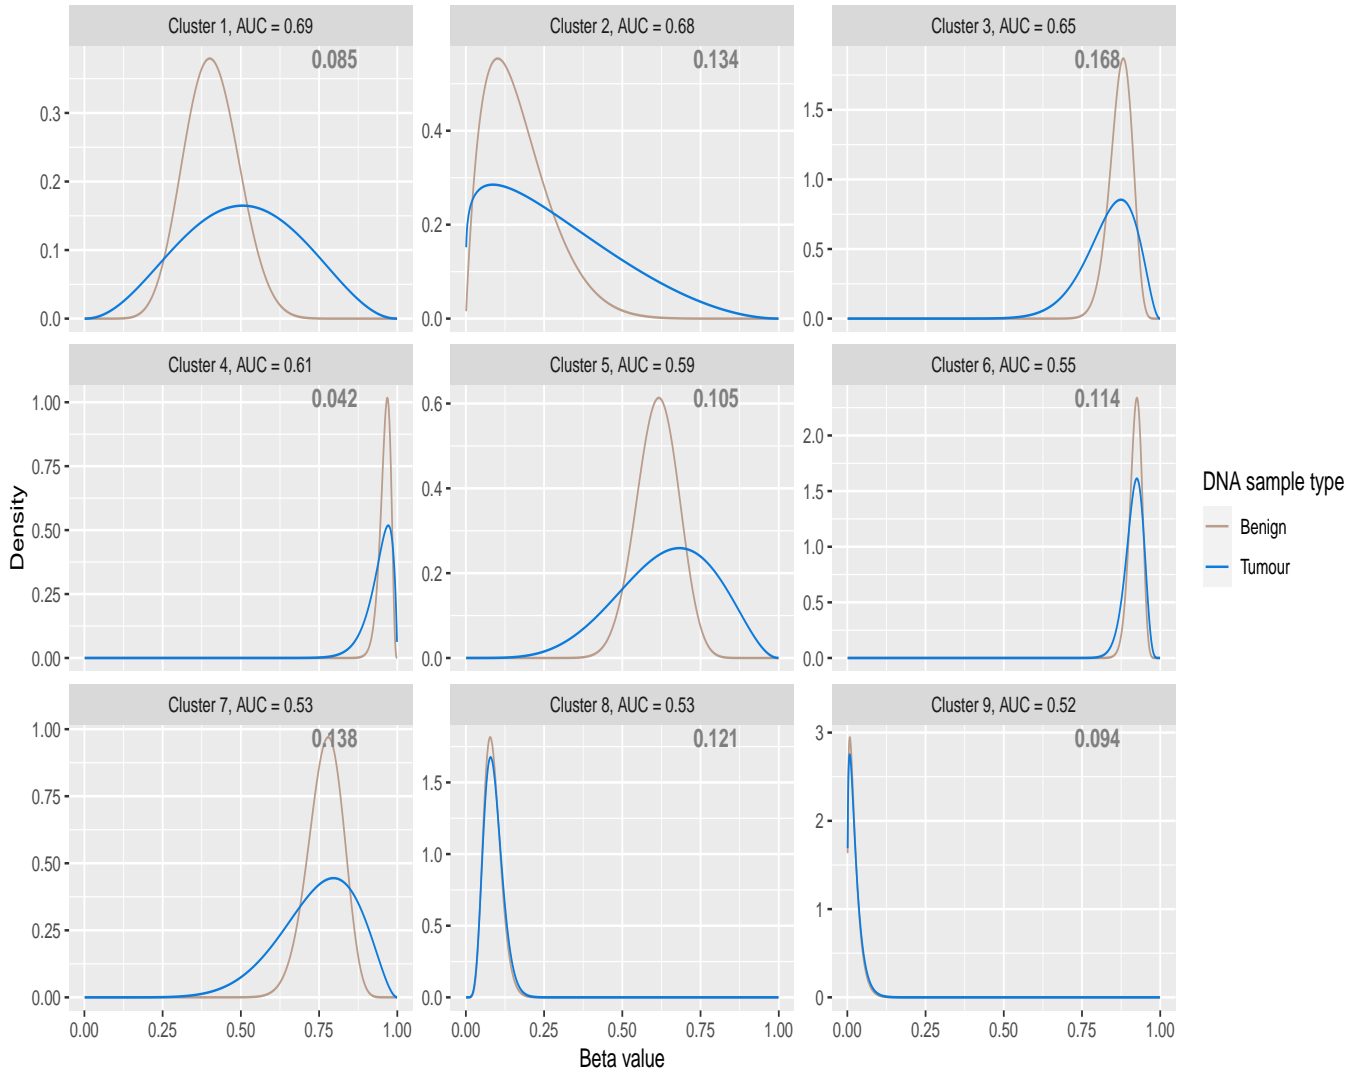 Cluster 1, AUC = 0.69
Cluster 2, AUC = 0.68
Cluster 3, AUC = 0.65
0.085
0.134
0.168
0.3
0.2
0.1
0.0
0.4
0.2
0.0
1.5
1.0
0.5
0.0
Cluster 4, AUC = 0.61
Cluster 5, AUC = 0.59
Cluster 6, AUC = 0.55
0.042
0.105
0.114
1.00
0.75
0.50
0.25
0.00
0.6
0.4
0.2
0.0
2.0
1.5
1.0
0.5
0.0
Density
DNA sample type
Benign
Tumour
Cluster 7, AUC = 0.53
Cluster 8, AUC = 0.53
Cluster 9, AUC = 0.52
0.138
0.121
0.094
1.00
0.75
0.50
0.25
0.00
1.5
1.0
0.5
0.0
3
2
1
0
0.00 0.25 0.50 0.75 1.00
0.00 0.25 0.50 0.75 1.00
0.00 0.25 0.50 0.75 1.00
Beta value